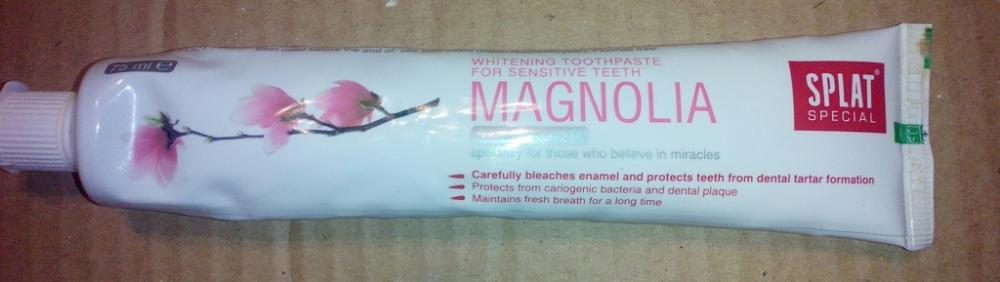 75 ml e
WHITENING TOOTHPASTE
FOR SENSITIVE TEETH
MAGNOLIA
specially for those who believe in miracles
Carefully bleaches enamel and protects teeth from dental tartar formation
Protects from cariogenic bacteria and dental plaque
Maintains fresh breath for a long time
SPLAT®
SPECIAL